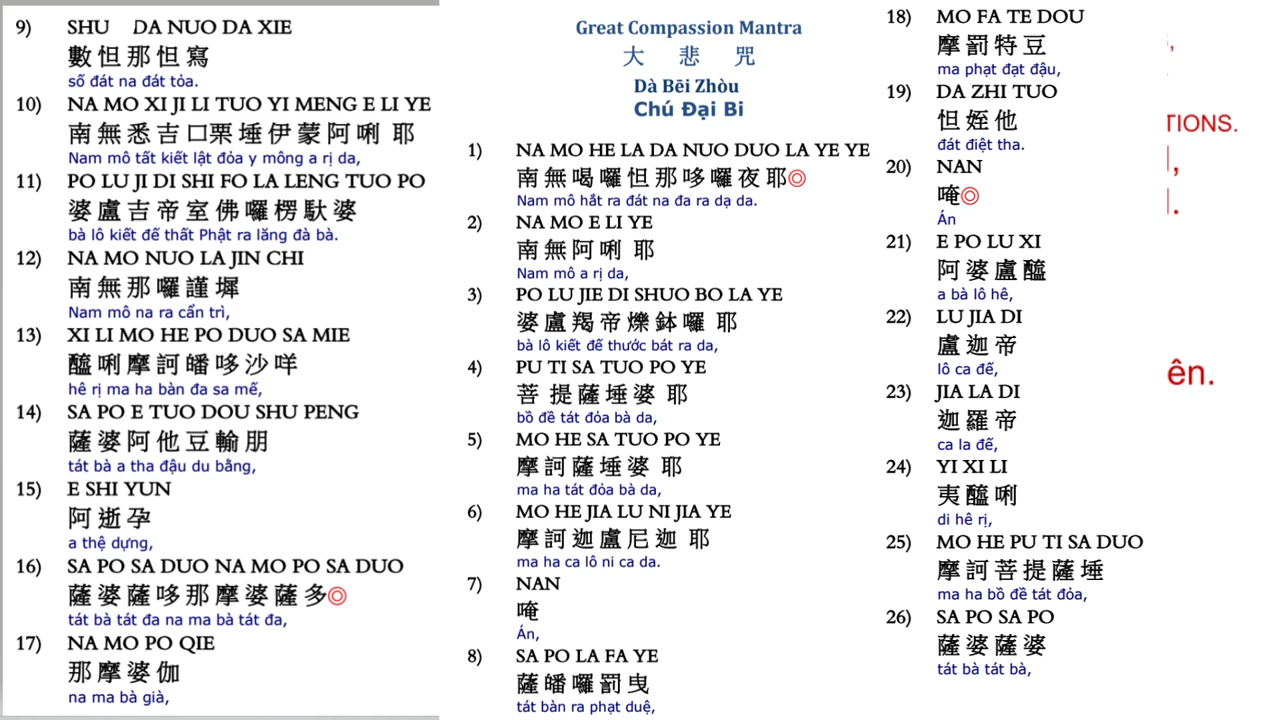 Great Compassion Mantra
大 悲 咒
Dà Bēi Zhòu
Chú Đại Bi
1) NA MO HE LA DA NUO DUO LA YE YE
南無喝囉怛那哆囉夜耶◎
Nam mô hắt ra đát na đa ra dạ da.
2) NA MO E LI YE
南無阿唎 耶
Nam mô a rị da,
3) PO LU JIE DI SHUO BO LA YE
婆盧羯帝爍鉢囉 耶
bà lô kiết đế thước bát ra da,
4) PU TI SA TUO PO YE
菩提薩埵婆 耶
bồ đề tát đỏa bà da,
5) MO HE SA TUO PO YE
摩訶薩埵婆 耶
ma ha tát đỏa bà da,
6) MO HE JIA LU NI JIA YE
摩訶迦盧尼迦 耶
ma ha ca lô ni ca da.
7) NAN
唵
Án,
8) SA PO LA FA YE
薩皤囉罰曳
tát bàn ra phạt duệ,
9) SHU DA NUO DA XIE
數怛那怛寫
số đát na đát tỏa.
10) NA MO XI JI LI TUO YI MENG E LI YE
南無悉吉口栗埵伊蒙阿唎 耶
Nam mô tất kiết lật đỏa y mông a rị da,
11) PO LU JI DI SHI FO LA LENG TUO PO
婆盧吉帝室佛囉楞馱婆
bà lô kiết đế thất Phật ra lăng đà bà.
12) NA MO NUO LA JIN CHI
南無那囉謹墀
Nam mô na ra cẩn trì,
13) XI LI MO HE PO DUO SA MIE
醯唎摩訶皤哆沙咩
hê rị ma ha bàn đa sa mế,
14) SA PO E TUO DOU SHU PENG
薩婆阿他豆輸朋
tát bà a tha đậu du bằng,
15) E SHI YUN
阿逝孕
a thệ dựng,
16) SA PO SA DUO NA MO PO SA DUO
薩婆薩哆那摩婆薩多◎
tát bà tát đa na ma bà tát đa,
17) NA MO PO QIE
那摩婆伽
na ma bà già,
18) MO FA TE DOU
摩罰特豆
ma phạt đạt đậu,
19) DA ZHI TUO
怛姪他
đát điệt tha.
20) NAN
唵◎
Án
21) E PO LU XI
阿婆盧醯
a bà lô hê,
22) LU JIA DI
盧迦帝
lô ca đế,
23) JIA LA DI
迦羅帝
ca la đế,
24) YI XI LI
夷醯唎
di hê rị,
25) MO HE PU TI SA DUO
摩訶菩提薩埵
ma ha bồ đề tát đỏa,
26) SA PO SA PO
薩婆薩婆
tát bà tát bà,
TIONS.
ên.